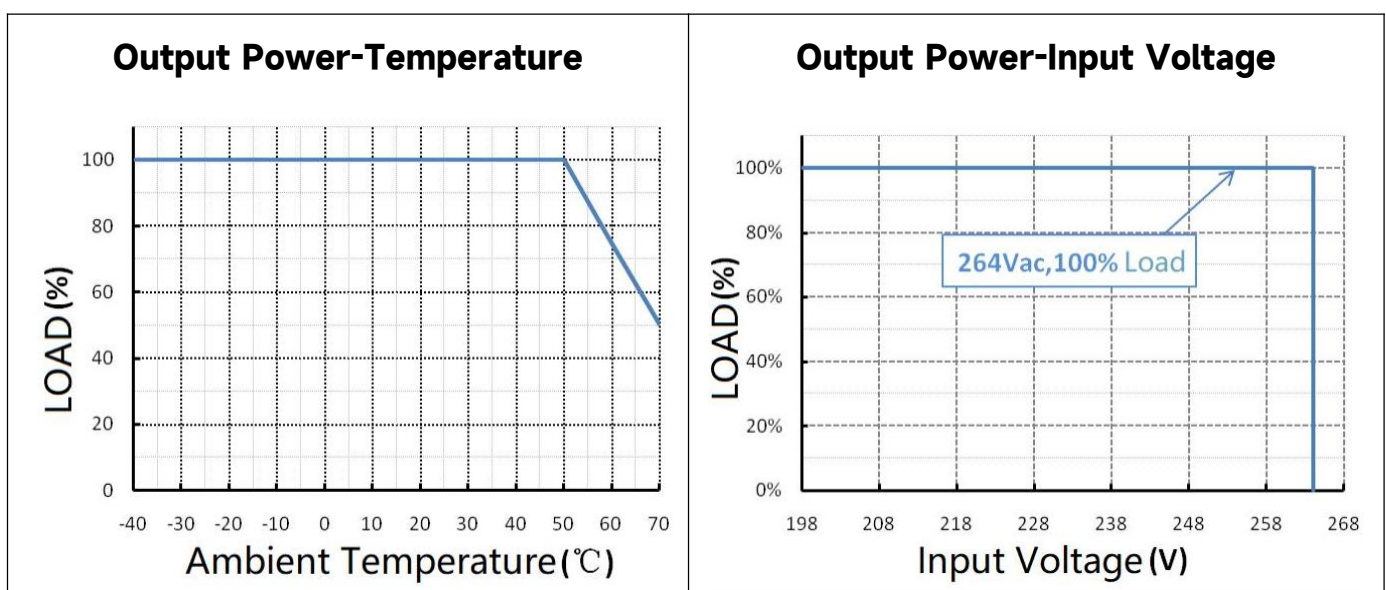 Output Power-Temperature
100
80
60
40
20
0
LOAD(%)
-40 -30 -20 -10 0 10 20 30 40 50 60 70
Ambient Temperature(℃)
Output Power-Input Voltage
100%
80%
60%
40%
20%
0%
LOAD(%)
264Vac,100% Load
198 208 218 228 238 248 258 268
Input Voltage(V)